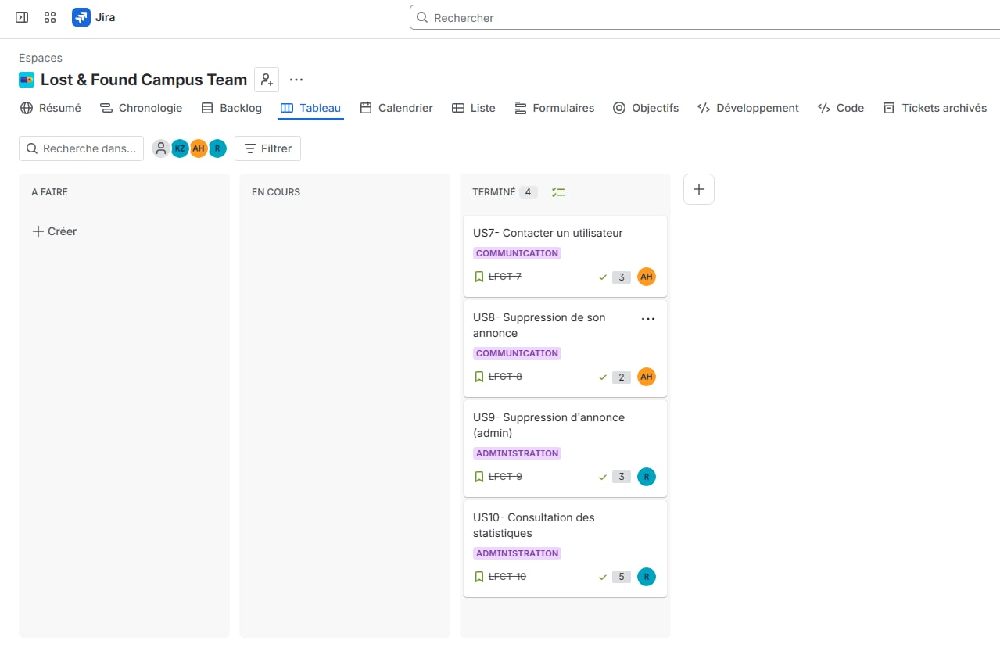 Jira
Rechercher
Espaces
Lost & Found Campus Team
Résumé Chronologie Backlog Tableau Calendrier Liste Formulaires Objectifs Développement Code Tickets archivés
Recherche dans... KZ AH R Filtrer
A FAIRE
EN COURS
TERMINÉ 4
Créer
US7- Contacter un utilisateur
COMMUNICATION
LFCT-7 3 AH
US8- Suppression de son
annonce
COMMUNICATION
LFCT-8 2 AH
US9- Suppression d'annonce
(admin)
ADMINISTRATION
LFCT-9 3 R
US10- Consultation des
statistiques
ADMINISTRATION
LFCT-10 5 R